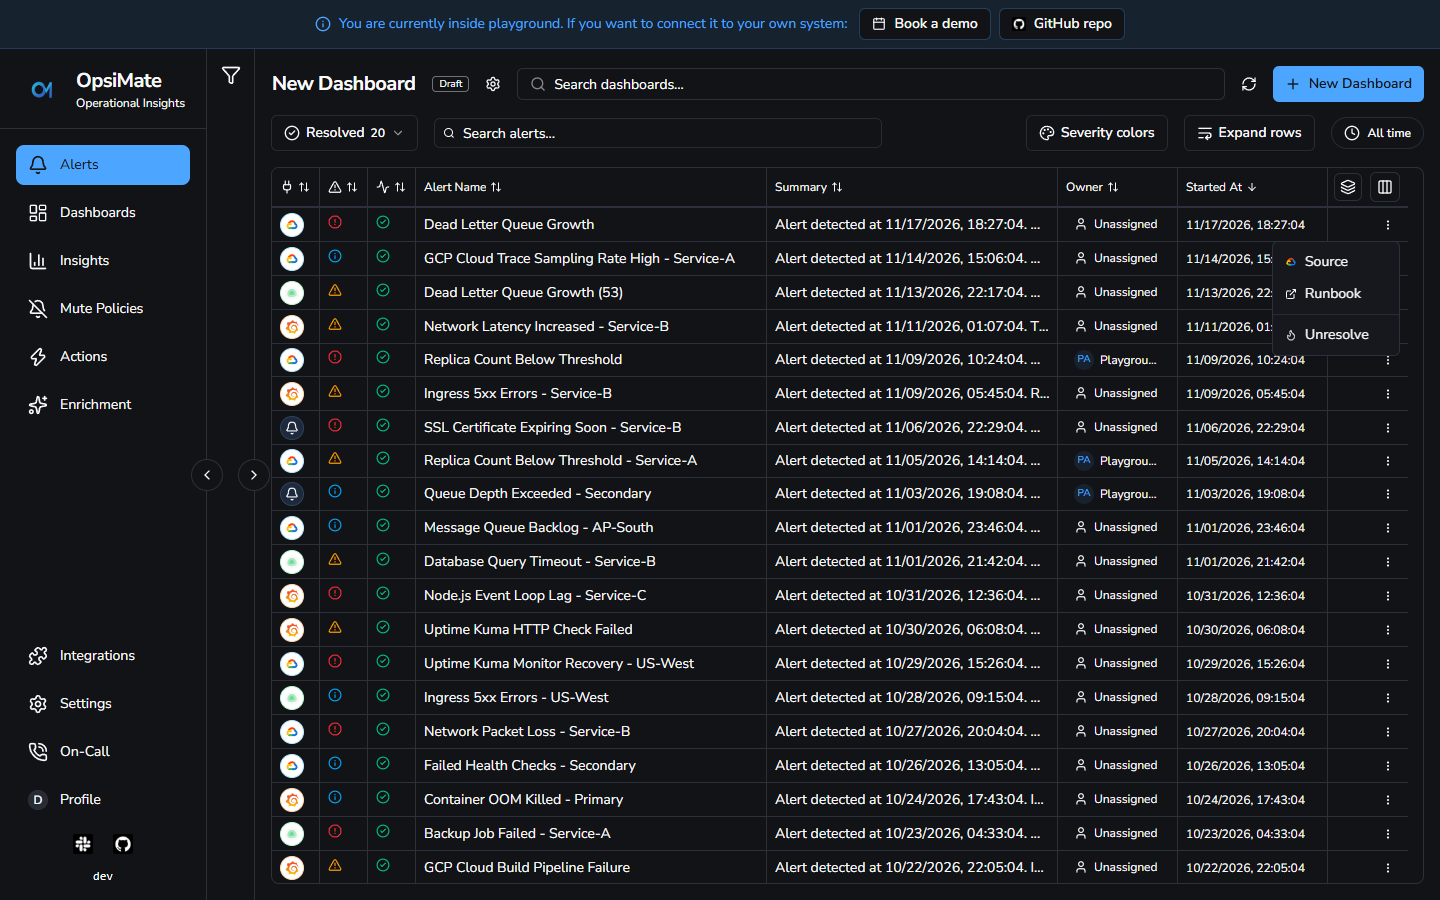 You are currently inside playground. If you want to connect it to your own system:
Book a demo
GitHub repo
OpsiMate
Operational Insights
Alerts
Dashboards
Insights
Mute Policies
Actions
Enrichment
Integrations
Settings
On-Call
D Profile
dev
New Dashboard
Draft
Search dashboards...
New Dashboard
Resolved 20
Search alerts...
Severity colors
Expand rows
All time
Alert Name Summary Owner Started At
Dead Letter Queue Growth Alert detected at 11/17/2026, 18:27:04. ... Unassigned 11/17/2026, 18:27:04
GCP Cloud Trace Sampling Rate High - Service-A Alert detected at 11/14/2026, 15:06:04. ... Unassigned 11/14/2026, 15:
Dead Letter Queue Growth (53) Alert detected at 11/13/2026, 22:17:04. ... Unassigned 11/13/2026, 22:
Network Latency Increased - Service-B Alert detected at 11/11/2026, 01:07:04. T... Unassigned 11/11/2026, 01:
Source
Runbook
Unresolve
Replica Count Below Threshold Alert detected at 11/09/2026, 10:24:04. ... PA Playgrou... 11/09/2026, 10:24:04
Ingress 5xx Errors - Service-B Alert detected at 11/09/2026, 05:45:04. R... Unassigned 11/09/2026, 05:45:04
SSL Certificate Expiring Soon - Service-B Alert detected at 11/06/2026, 22:29:04. ... Unassigned 11/06/2026, 22:29:04
Replica Count Below Threshold - Service-A Alert detected at 11/05/2026, 14:14:04. ... PA Playgrou... 11/05/2026, 14:14:04
Queue Depth Exceeded - Secondary Alert detected at 11/03/2026, 19:08:04. ... PA Playgrou... 11/03/2026, 19:08:04
Message Queue Backlog - AP-South Alert detected at 11/01/2026, 23:46:04. ... Unassigned 11/01/2026, 23:46:04
Database Query Timeout - Service-B Alert detected at 11/01/2026, 21:42:04. ... Unassigned 11/01/2026, 21:42:04
Node.js Event Loop Lag - Service-C Alert detected at 10/31/2026, 12:36:04. ... Unassigned 10/31/2026, 12:36:04
Uptime Kuma HTTP Check Failed Alert detected at 10/30/2026, 06:08:04. ... Unassigned 10/30/2026, 06:08:04
Uptime Kuma Monitor Recovery - US-West Alert detected at 10/29/2026, 15:26:04. ... Unassigned 10/29/2026, 15:26:04
Ingress 5xx Errors - US-West Alert detected at 10/28/2026, 09:15:04. ... Unassigned 10/28/2026, 09:15:04
Network Packet Loss - Service-B Alert detected at 10/27/2026, 20:04:04. ... Unassigned 10/27/2026, 20:04:04
Failed Health Checks - Secondary Alert detected at 10/26/2026, 13:05:04. ... Unassigned 10/26/2026, 13:05:04
Container OOM Killed - Primary Alert detected at 10/24/2026, 17:43:04. I... Unassigned 10/24/2026, 17:43:04
Backup Job Failed - Service-A Alert detected at 10/23/2026, 04:33:04. ... Unassigned 10/23/2026, 04:33:04
GCP Cloud Build Pipeline Failure Alert detected at 10/22/2026, 22:05:04. I... Unassigned 10/22/2026, 22:05:04